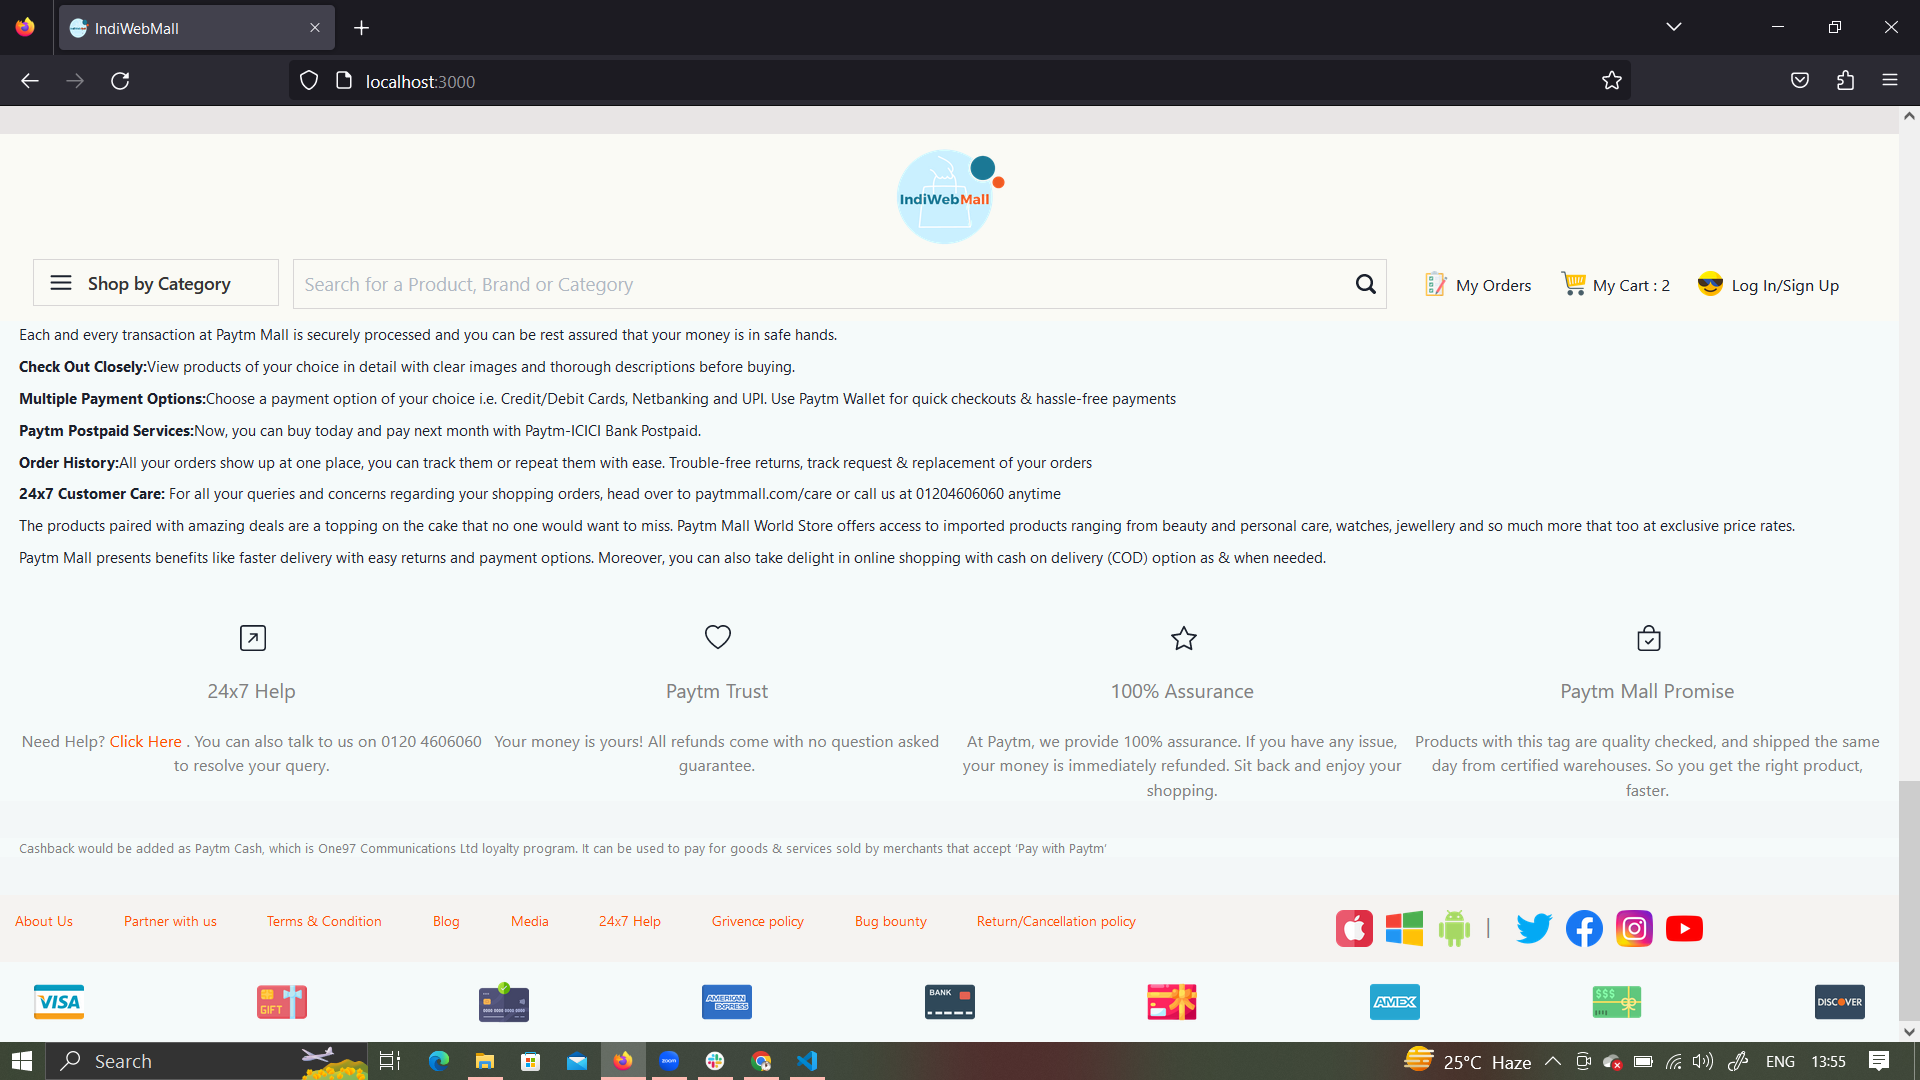 IndiWebMall
localhost:3000
IndiWebMall
Shop by Category
Search for a Product, Brand or Category
My Orders
My Cart : 2
Log In/Sign Up
Each and every transaction at Paytm Mall is securely processed and you can be rest assured that your money is in safe hands.
Check Out Closely:View products of your choice in detail with clear images and thorough descriptions before buying.
Multiple Payment Options:Choose a payment option of your choice i.e. Credit/Debit Cards, Netbanking and UPI. Use Paytm Wallet for quick checkouts & hassle-free payments
Paytm Postpaid Services:Now, you can buy today and pay next month with Paytm-ICICI Bank Postpaid.
Order History:All your orders show up at one place, you can track them or repeat them with ease. Trouble-free returns, track request & replacement of your orders
24x7 Customer Care: For all your queries and concerns regarding your shopping orders, head over to paytmmall.com/care or call us at 01204606060 anytime
The products paired with amazing deals are a topping on the cake that no one would want to miss. Paytm Mall World Store offers access to imported products ranging from beauty and personal care, watches, jewellery and so much more that too at exclusive price rates.
Paytm Mall presents benefits like faster delivery with easy returns and payment options. Moreover, you can also take delight in online shopping with cash on delivery (COD) option as & when needed.
24x7 Help
Need Help? Click Here . You can also talk to us on 0120 4606060
to resolve your query.
Paytm Trust
Your money is yours! All refunds come with no question asked
guarantee.
100% Assurance
At Paytm, we provide 100% assurance. If you have any issue,
your money is immediately refunded. Sit back and enjoy your
shopping.
Paytm Mall Promise
Products with this tag are quality checked, and shipped the same
day from certified warehouses. So you get the right product,
faster.
Cashback would be added as Paytm Cash, which is One97 Communications Ltd loyalty program. It can be used to pay for goods & services sold by merchants that accept 'Pay with Paytm'
About Us
Partner with us
Terms & Condition
Blog
Media
24x7 Help
Grivence policy
Bug bounty
Return/Cancellation policy
|
VISA
GIFT
AMERICAN
EXPRESS
BANK
AMEX
$$$
DISCOVER
Search
zoom
25°C Haze
ENG
13:55